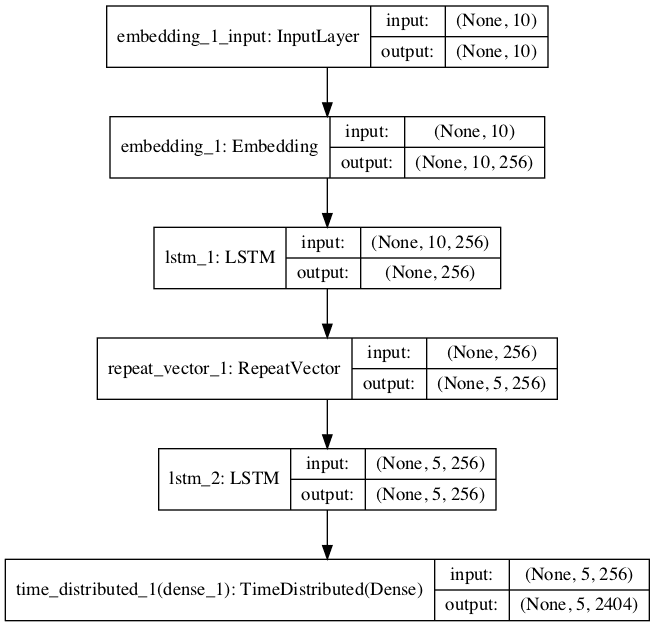 embedding_1_input: InputLayer
input: (None, 10)
output: (None, 10)
embedding_1: Embedding
input: (None, 10)
output: (None, 10, 256)
lstm_1: LSTM
input: (None, 10, 256)
output: (None, 256)
repeat_vector_1: RepeatVector
input: (None, 256)
output: (None, 5, 256)
lstm_2: LSTM
input: (None, 5, 256)
output: (None, 5, 256)
time_distributed_1(dense_1): TimeDistributed(Dense)
input: (None, 5, 256)
output: (None, 5, 2404)